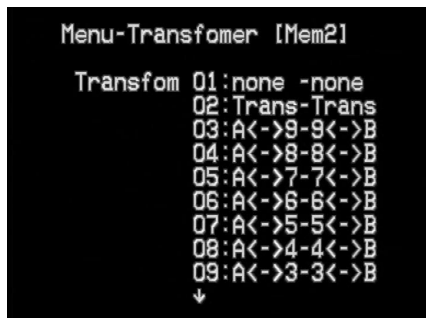 Menu-Transfomer [Mem2]
Transfom 01:none -none
02:Trans-Trans
03:A<->9-9<->B
04:A<->8-8<->B
05:A<->7-7<->B
06:A<->6-6<->B
07:A<->5-5<->B
08:A<->4-4<->B
09:A<->3-3<->B
↓